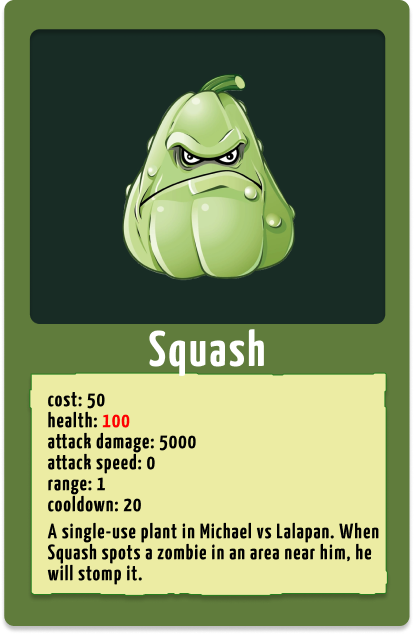 Squash
cost: 50
health: 100
attack damage: 5000
attack speed: 0
range: 1
cooldown: 20
A single-use plant in Michael vs Lalapan. When
Squash spots a zombie in an area near him, he
will stomp it.